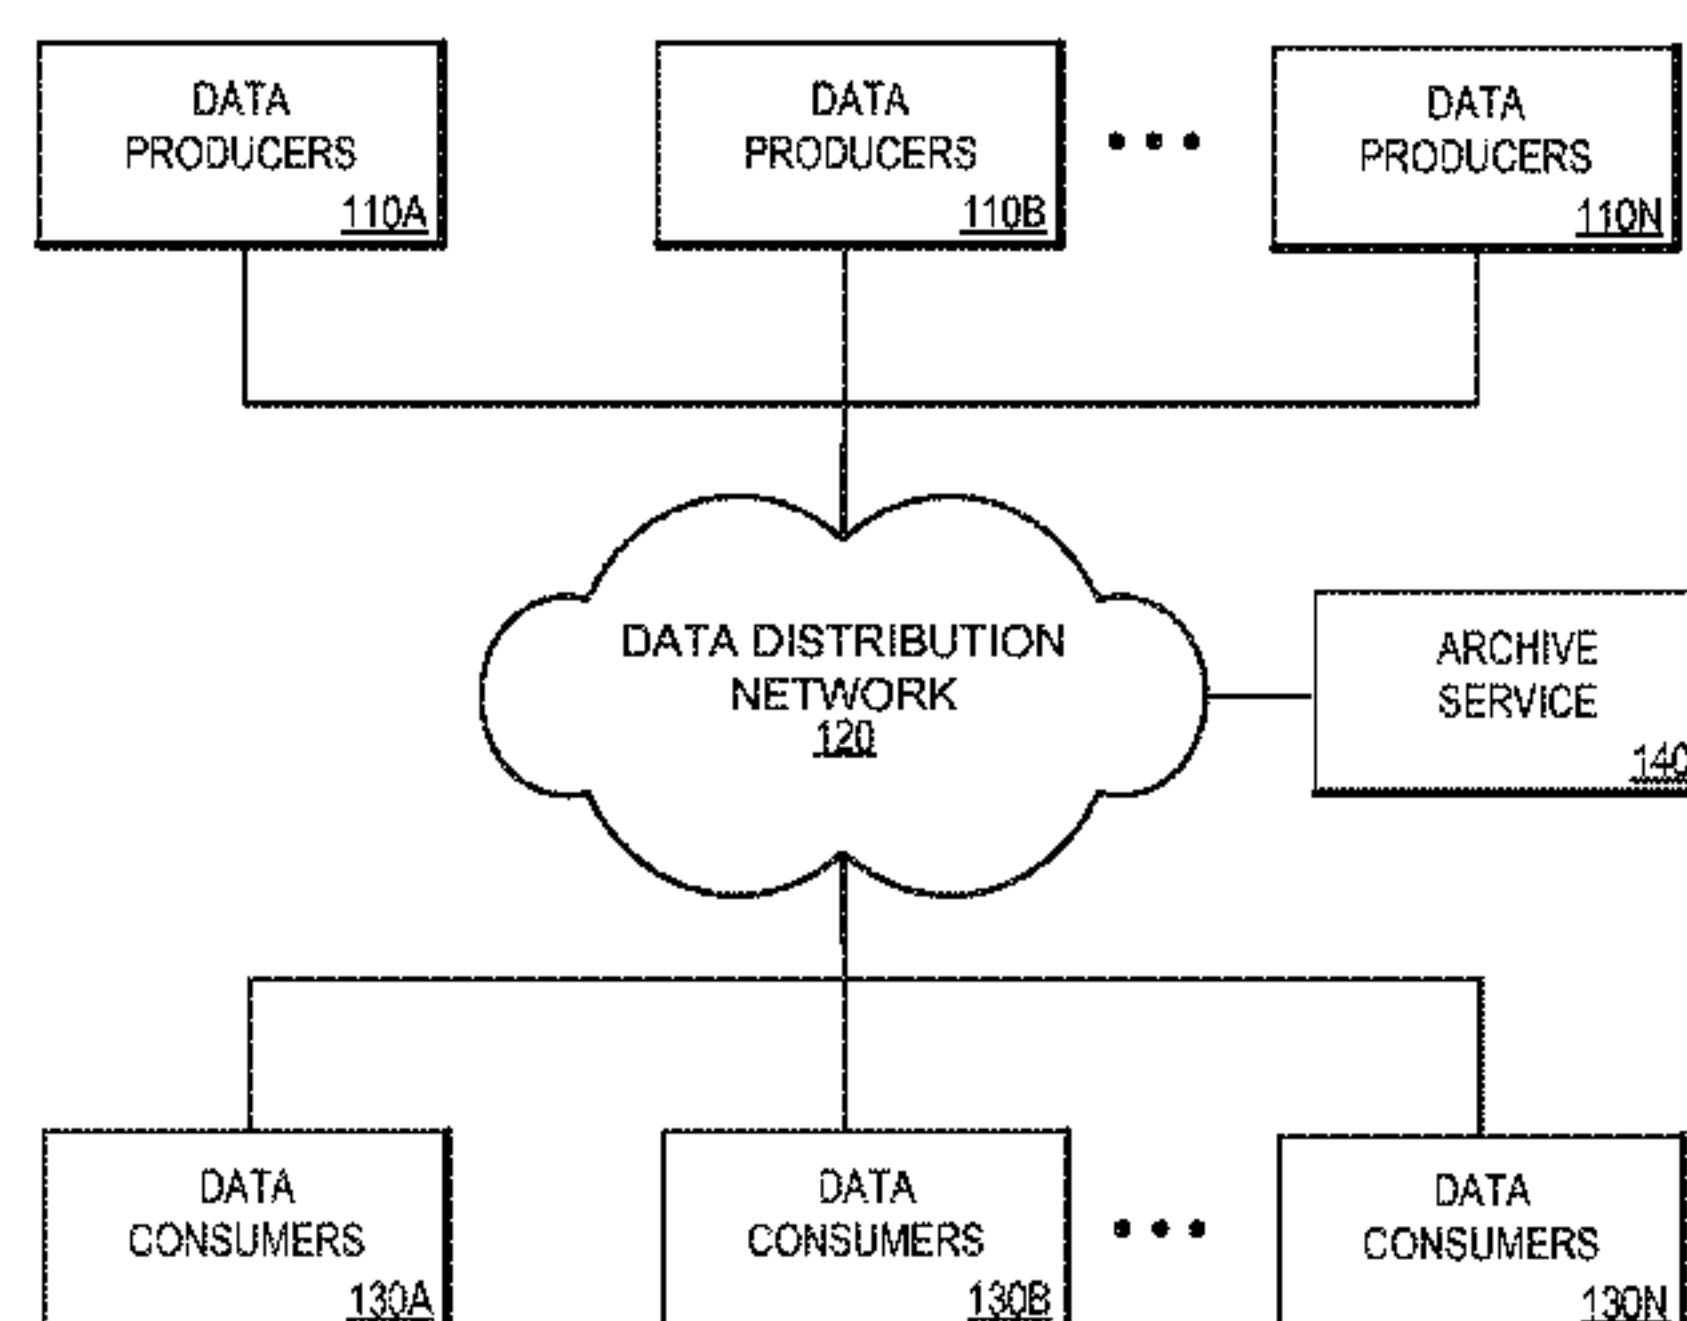 DATA
PRODUCERS
110A
DATA
PRODUCERS
110B
DATA
PRODUCERS
110N
DATA DISTRIBUTION
NETWORK
120
ARCHIVE
SERVICE
140
DATA
CONSUMERS
130A
DATA
CONSUMERS
130B
DATA
CONSUMERS
130N